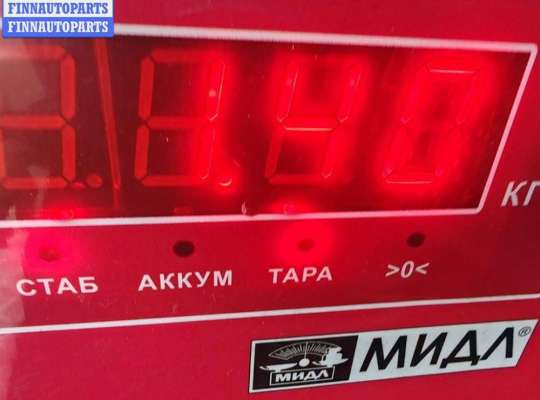 FINNAUTOPARTS
FINNAUTOPARTS
КГ
СТАБ АККУМ ТАРА >0<
МИДЛ МИДЛ®